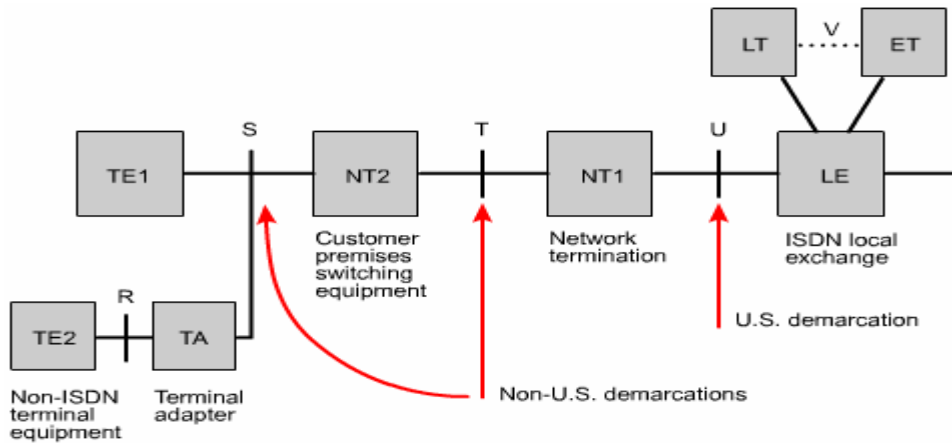 LT
V
ET
S
T
U
TE1
NT2
NT1
LE
Customer
premises
switching
equipment
Network
termination
ISDN local
exchange
R
TE2
TA
U.S. demarcation
Non-ISDN
terminal
equipment
Terminal
adapter
Non-U.S. demarcations